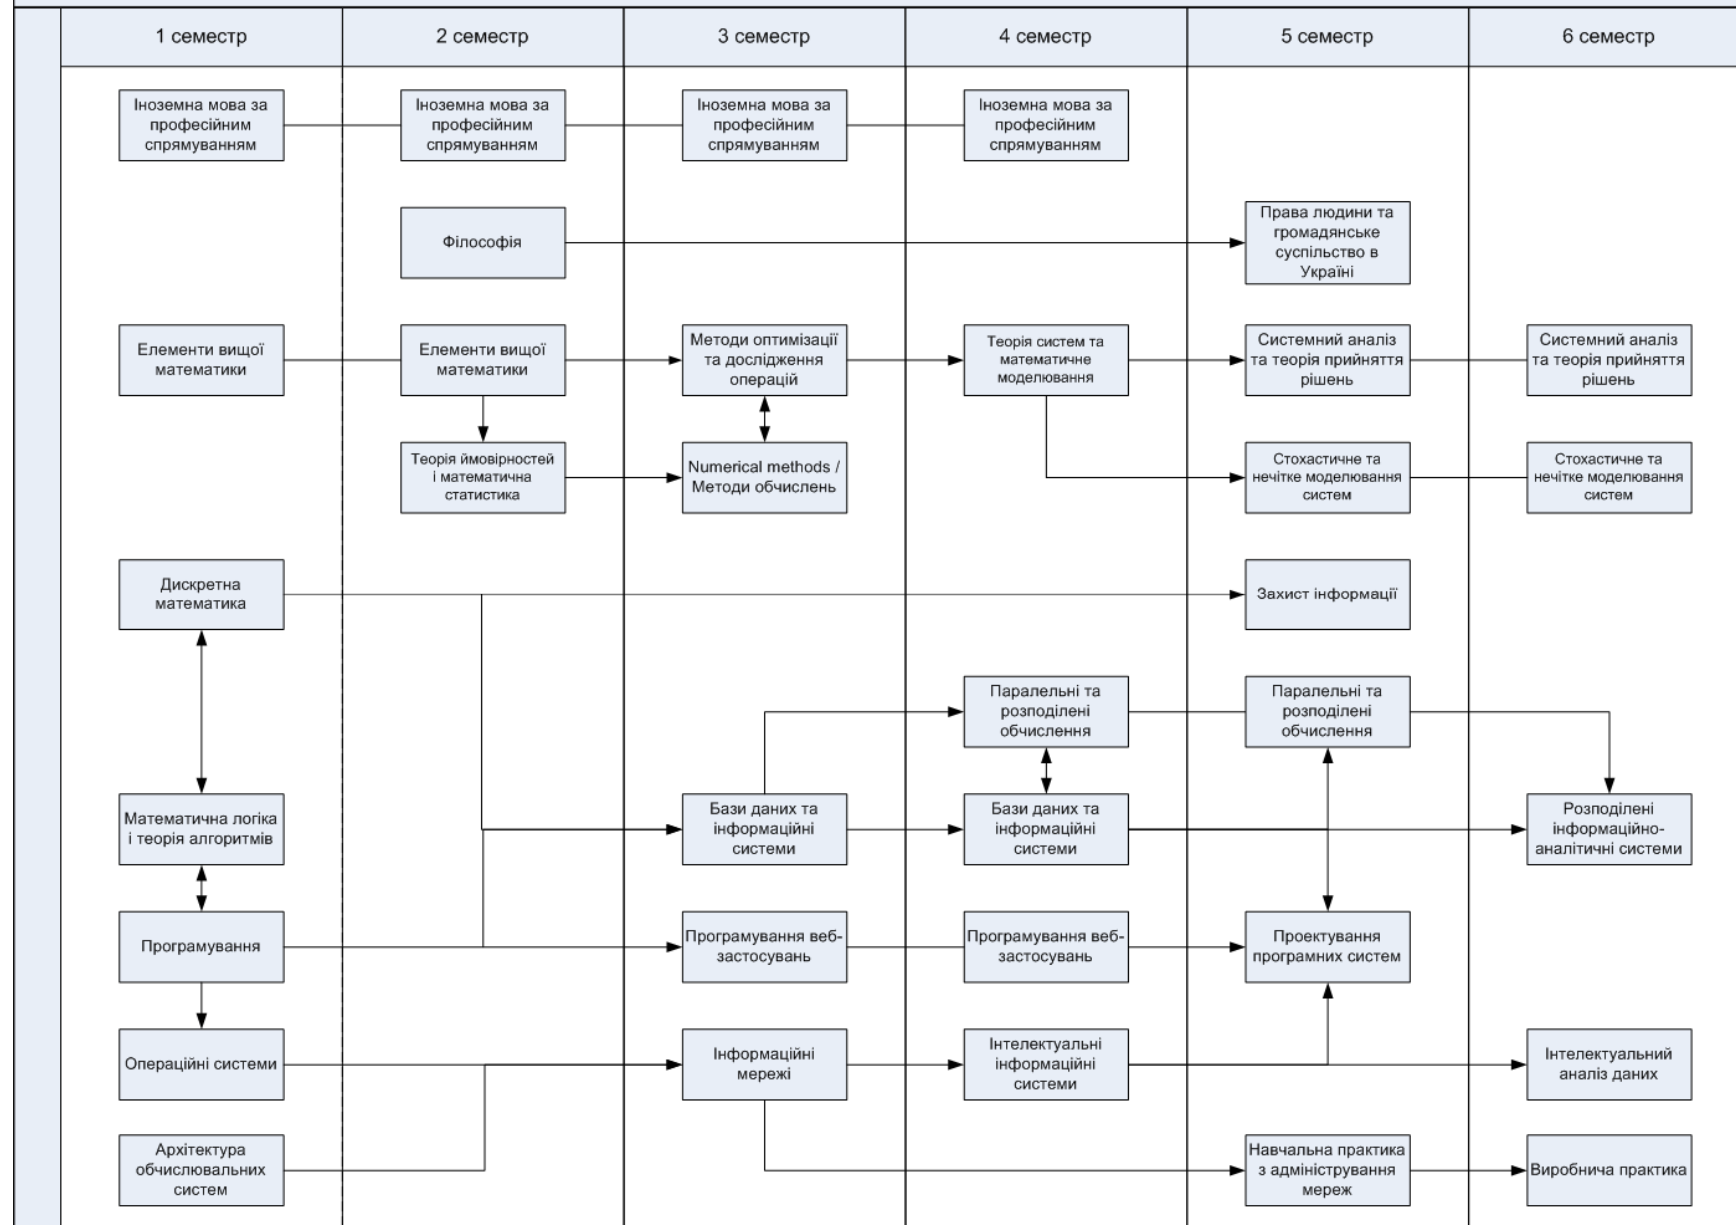 1 семестр
2 семестр
3 семестр
4 семестр
5 семестр
6 семестр
Іноземна мова за
професійним
спрямуванням
Іноземна мова за
професійним
спрямуванням
Іноземна мова за
професійним
спрямуванням
Іноземна мова за
професійним
спрямуванням
Філософія
Права людини та
громадянське
суспільство в
Україні
Елементи вищої
математики
Елементи вищої
математики
Методи оптимізації
та дослідження
операцій
Теорія систем та
математичне
моделювання
Системний аналіз
та теорія прийняття
рішень
Системний аналіз
та теорія прийняття
рішень
Теорія ймовірностей
і математична
статистика
Numerical methods /
Методи обчислень
Стохастичне та
нечітке моделювання
систем
Стохастичне та
нечітке моделювання
систем
Дискретна
математика
Захист інформації
Паралельні та
розподілені
обчислення
Паралельні та
розподілені
обчислення
Математична логіка
і теорія алгоритмів
Бази даних та
інформаційні
системи
Бази даних та
інформаційні
системи
Розподілені
інформаційно-
аналітичні системи
Програмування
Програмування веб-
застосувань
Програмування веб-
застосувань
Проектування
програмних систем
Операційні системи
Інформаційні
мережі
Інтелектуальні
інформаційні
системи
Інтелектуальний
аналіз даних
Архітектура
обчислювальних
систем
Навчальна практика
з адміністрування
мереж
Виробнича практика